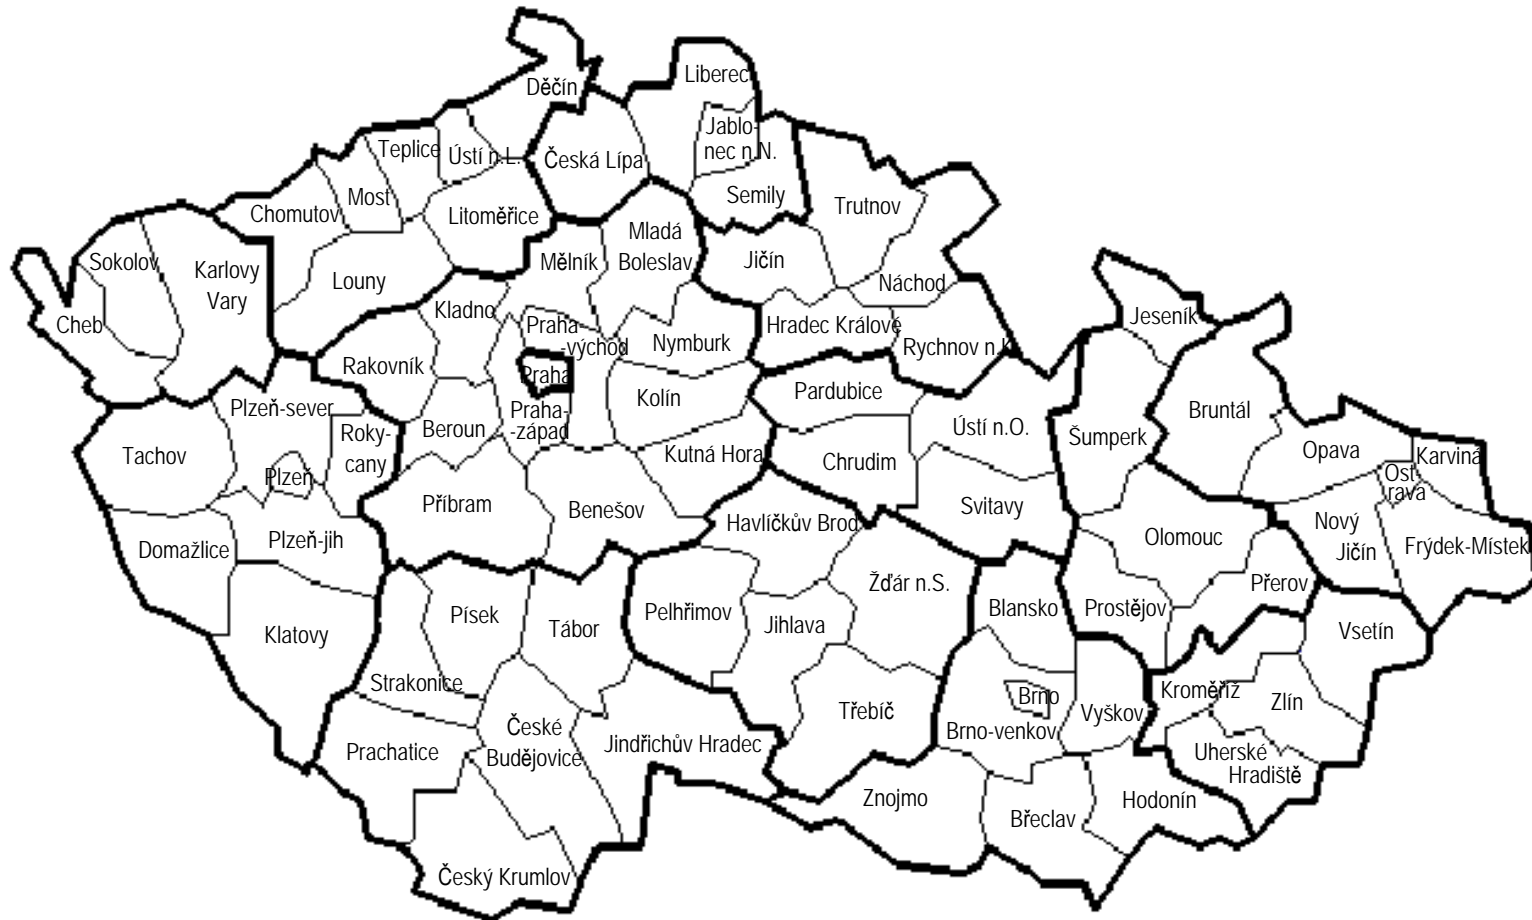 Děčín
Liberec
Jablo-
nec n.N.
Teplice
Ústí n.L.
Česká Lípa
Most
Semily
Chomutov
Litoměřice
Trutnov
Mladá
Boleslav
Sokolov
Karlovy
Vary
Mělník
Jičín
Louny
Náchod
Kladno
Cheb
Praha-
-východ
Hradec Králové
Jeseník
Nymburk
Rychnov n.K.
Rakovník
Praha
Pardubice
Kolín
Plzeň-sever
Praha-
-západ
Bruntál
Beroun
Ústí n.O.
Roky-
cany
Šumperk
Tachov
Kutná Hora
Chrudim
Opava
Karviná
Plzeň
Ost
rava
Příbram
Benešov
Svitavy
Havlíčkův Brod
Nový
Jičín
Olomouc
Plzeň-jih
Domažlice
Frýdek-Místek
Žďár n.S.
Přerov
Písek
Pelhřimov
Blansko
Prostějov
Tábor
Jihlava
Klatovy
Vsetín
Strakonice
Kroměříž
Brno
Zlín
Třebíč
Vyškov
České
Budějovice
Brno-venkov
Prachatice
Jindřichův Hradec
Uherské
Hradiště
Znojmo
Hodonín
Břeclav
Český Krumlov